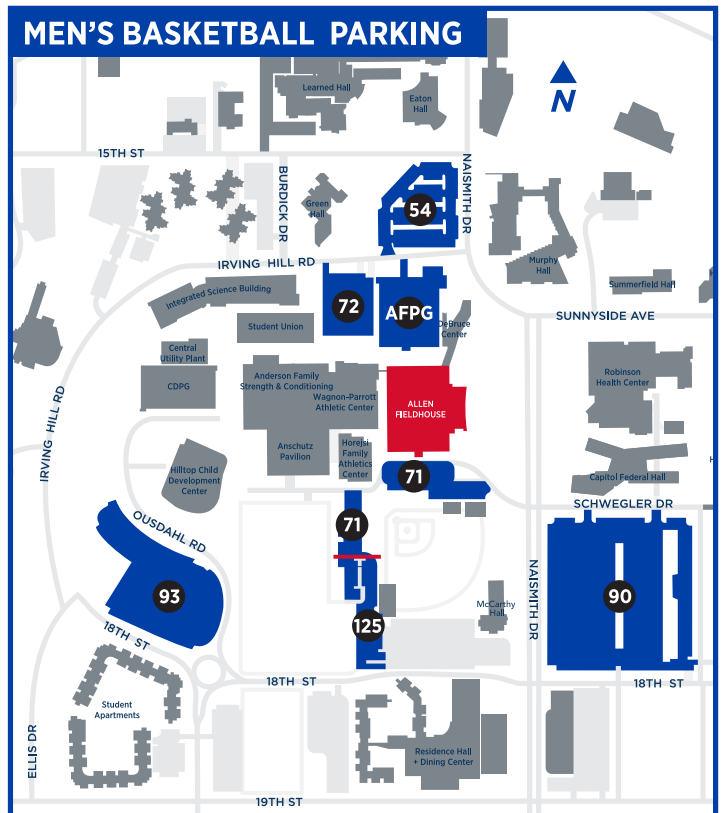 MEN'S BASKETBALL PARKING
N
Learned Hall
Eaton
Hall
15TH ST
NAISMITH DR
BURDICK DR
Green
Hall
54
Murphy
Hall
IRVING HILL RD
Summerfield Hall
Integrated Science Building
72
AFPG
SUNNYSIDE AVE
Student Union
DeBruce
Center
Central
Utility Plant
CDPG
Anderson Family
Strength & Conditioning
Wagnon-Parrott
Athletic Center
ALLEN
FIELDHOUSE
Robinson
Health Center
IRVING HILL RD
Anschutz
Pavilion
Horejsi
Family
Athletics
Center
71
Hilltop Child
Development
Center
Capitol Federal Hall
H
SCHWEGLER DR
OUSDAHL RD
71
93
NAISMITH DR
90
McCarthy
Hall
125
18TH ST
18TH ST
18TH ST
Student
Apartments
ELLIS DR
Residence Hall
+ Dining Center
19TH ST